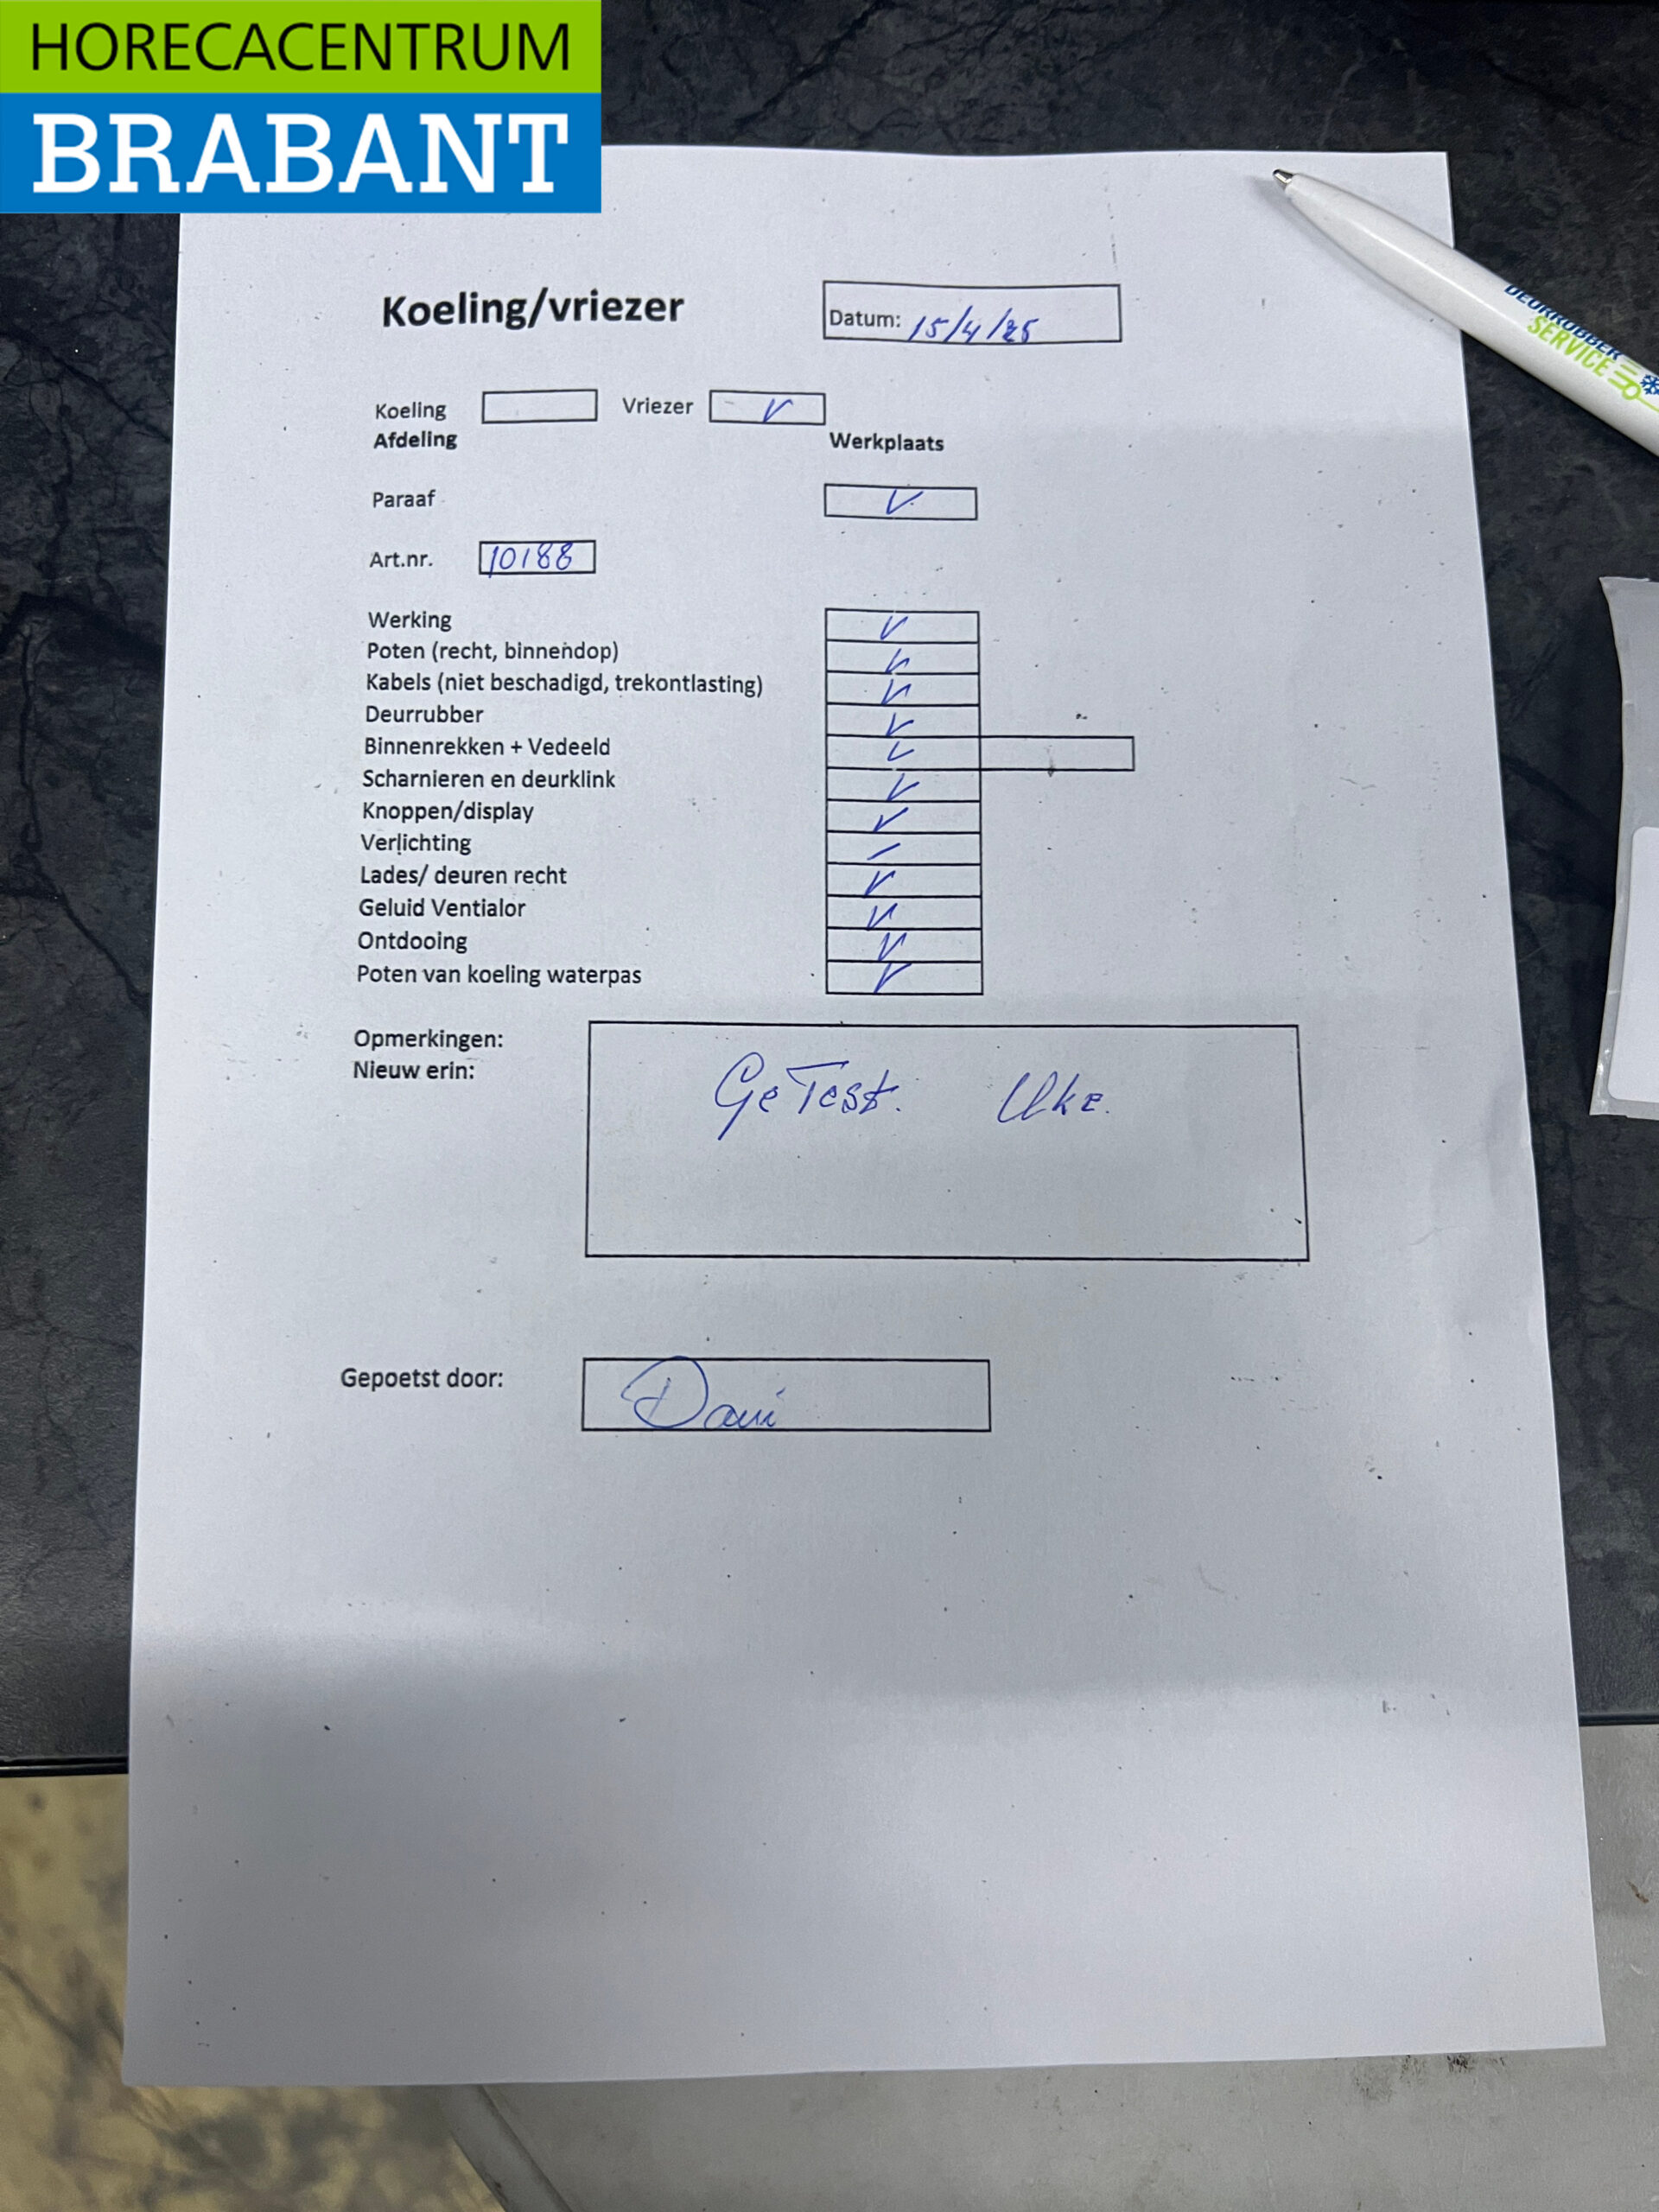 HORECACENTRUM
BRABANT
Koeling/vriezer
Datum: 15/4/25
Koeling Vriezer V
Afdeling Werkplaats
Paraaf V
Art.nr. 10188
Werking V
Poten (recht, binnendop) V
Kabels (niet beschadigd, trekontlasting) V
Deurrubber V
Binnenrekken + Vedeeld V
Scharnieren en deurklink V
Knoppen/display V
Verlichting –
Lades/ deuren recht V
Geluid Ventialor V
Ontdooing V
Poten van koeling waterpas V
Opmerkingen:
Nieuw erin:
GeTest.
Gepoetst door:
DEURRUBBER
SERVICE